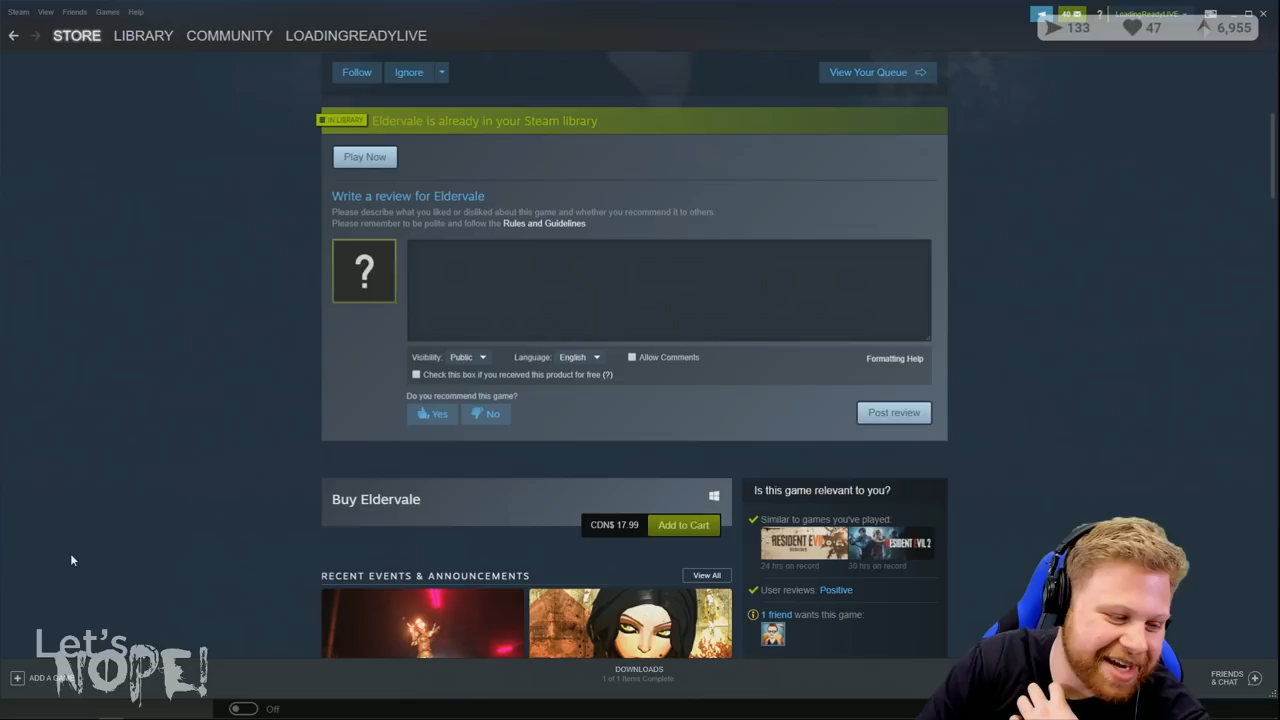 Steam View Friends Games Help
40
?
LoadingReadyLIVE
STORE LIBRARY COMMUNITY LOADINGREADYLIVE
133 47 6,955
Follow Ignore View Your Queue
IN LIBRARY Eldervale is already in your Steam library
Play Now
Write a review for Eldervale
Please describe what you liked or disliked about this game and whether you recommend it to others.
Please remember to be polite and follow the Rules and Guidelines.
?
Visibility: Public Language: English Allow Comments Formatting Help
Check this box if you received this product for free (?)
Do you recommend this game?
Yes No Post review
Buy Eldervale
CDN$ 17.99 Add to Cart
RECENT EVENTS & ANNOUNCEMENTS View All
Is this game relevant to you?
Similar to games you've played:
RESIDENT EVIL RESIDENT EVIL 2
24 hrs on record 30 hrs on record
User reviews: Positive
1 friend wants this game:
Let's
NOPE!
ADD A GAME
DOWNLOADS
1 of 1 Items Complete
FRIENDS
& CHAT
Off